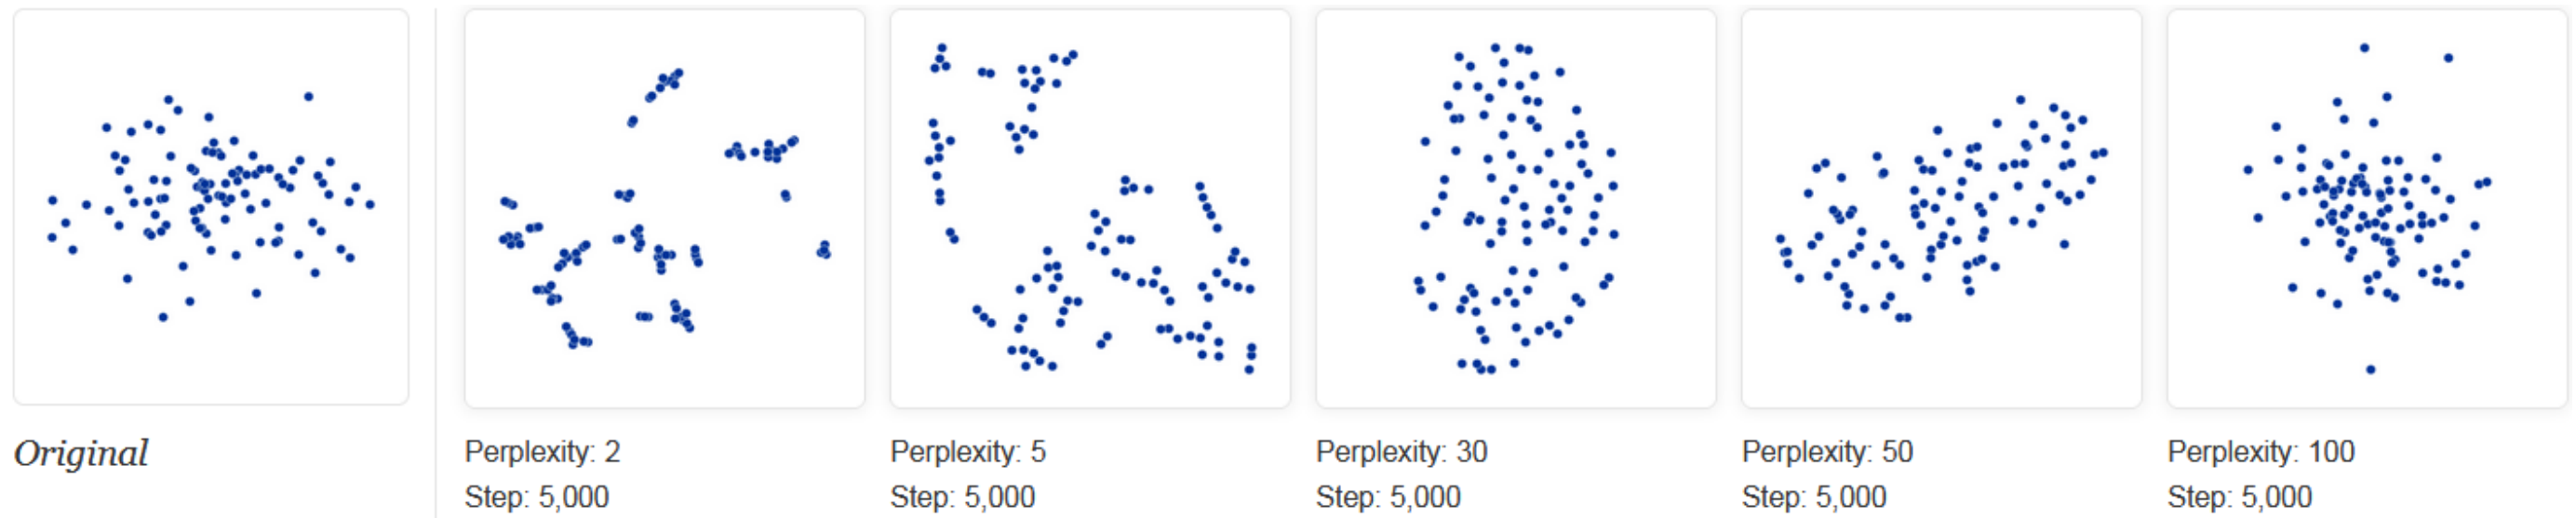 Original
Perplexity: 2
Step: 5,000
Perplexity: 5
Step: 5,000
Perplexity: 30
Step: 5,000
Perplexity: 50
Step: 5,000
Perplexity: 100
Step: 5,000